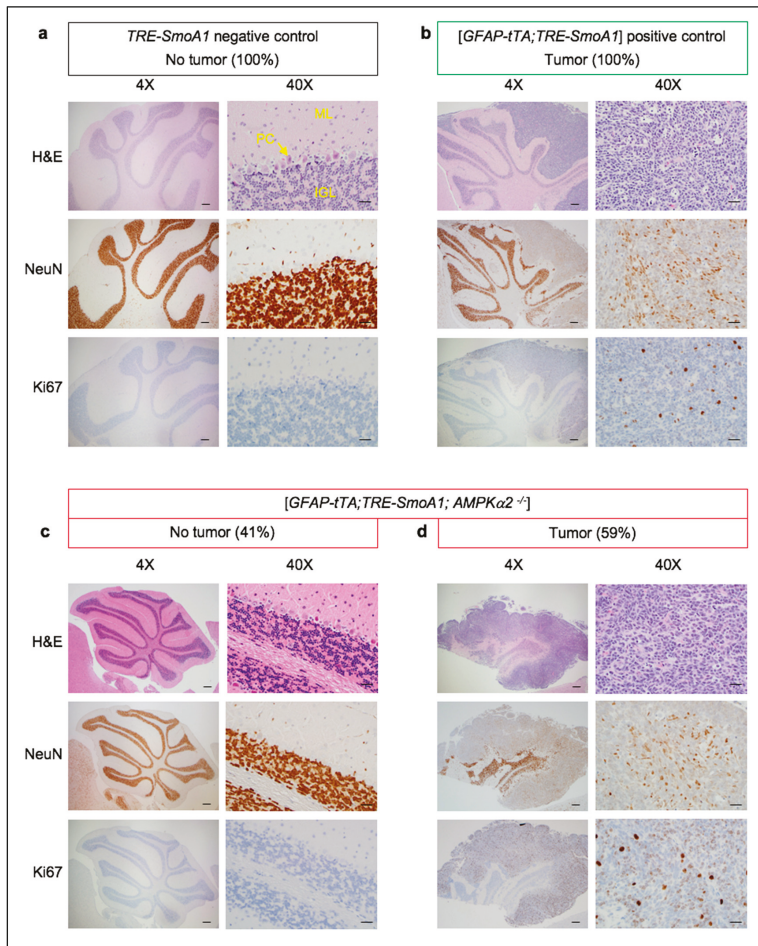 a
TRE-SmoA1 negative control
No tumor (100%)
4X 40X
H&E
ML
PC
IGL
NeuN
Ki67
b
[GFAP-tTA;TRE-SmoA1] positive control
Tumor (100%)
4X 40X
[GFAP-tTA;TRE-SmoA1; AMPKα2 -/-]
c
No tumor (41%)
4X 40X
H&E
NeuN
Ki67
d
Tumor (59%)
4X 40X